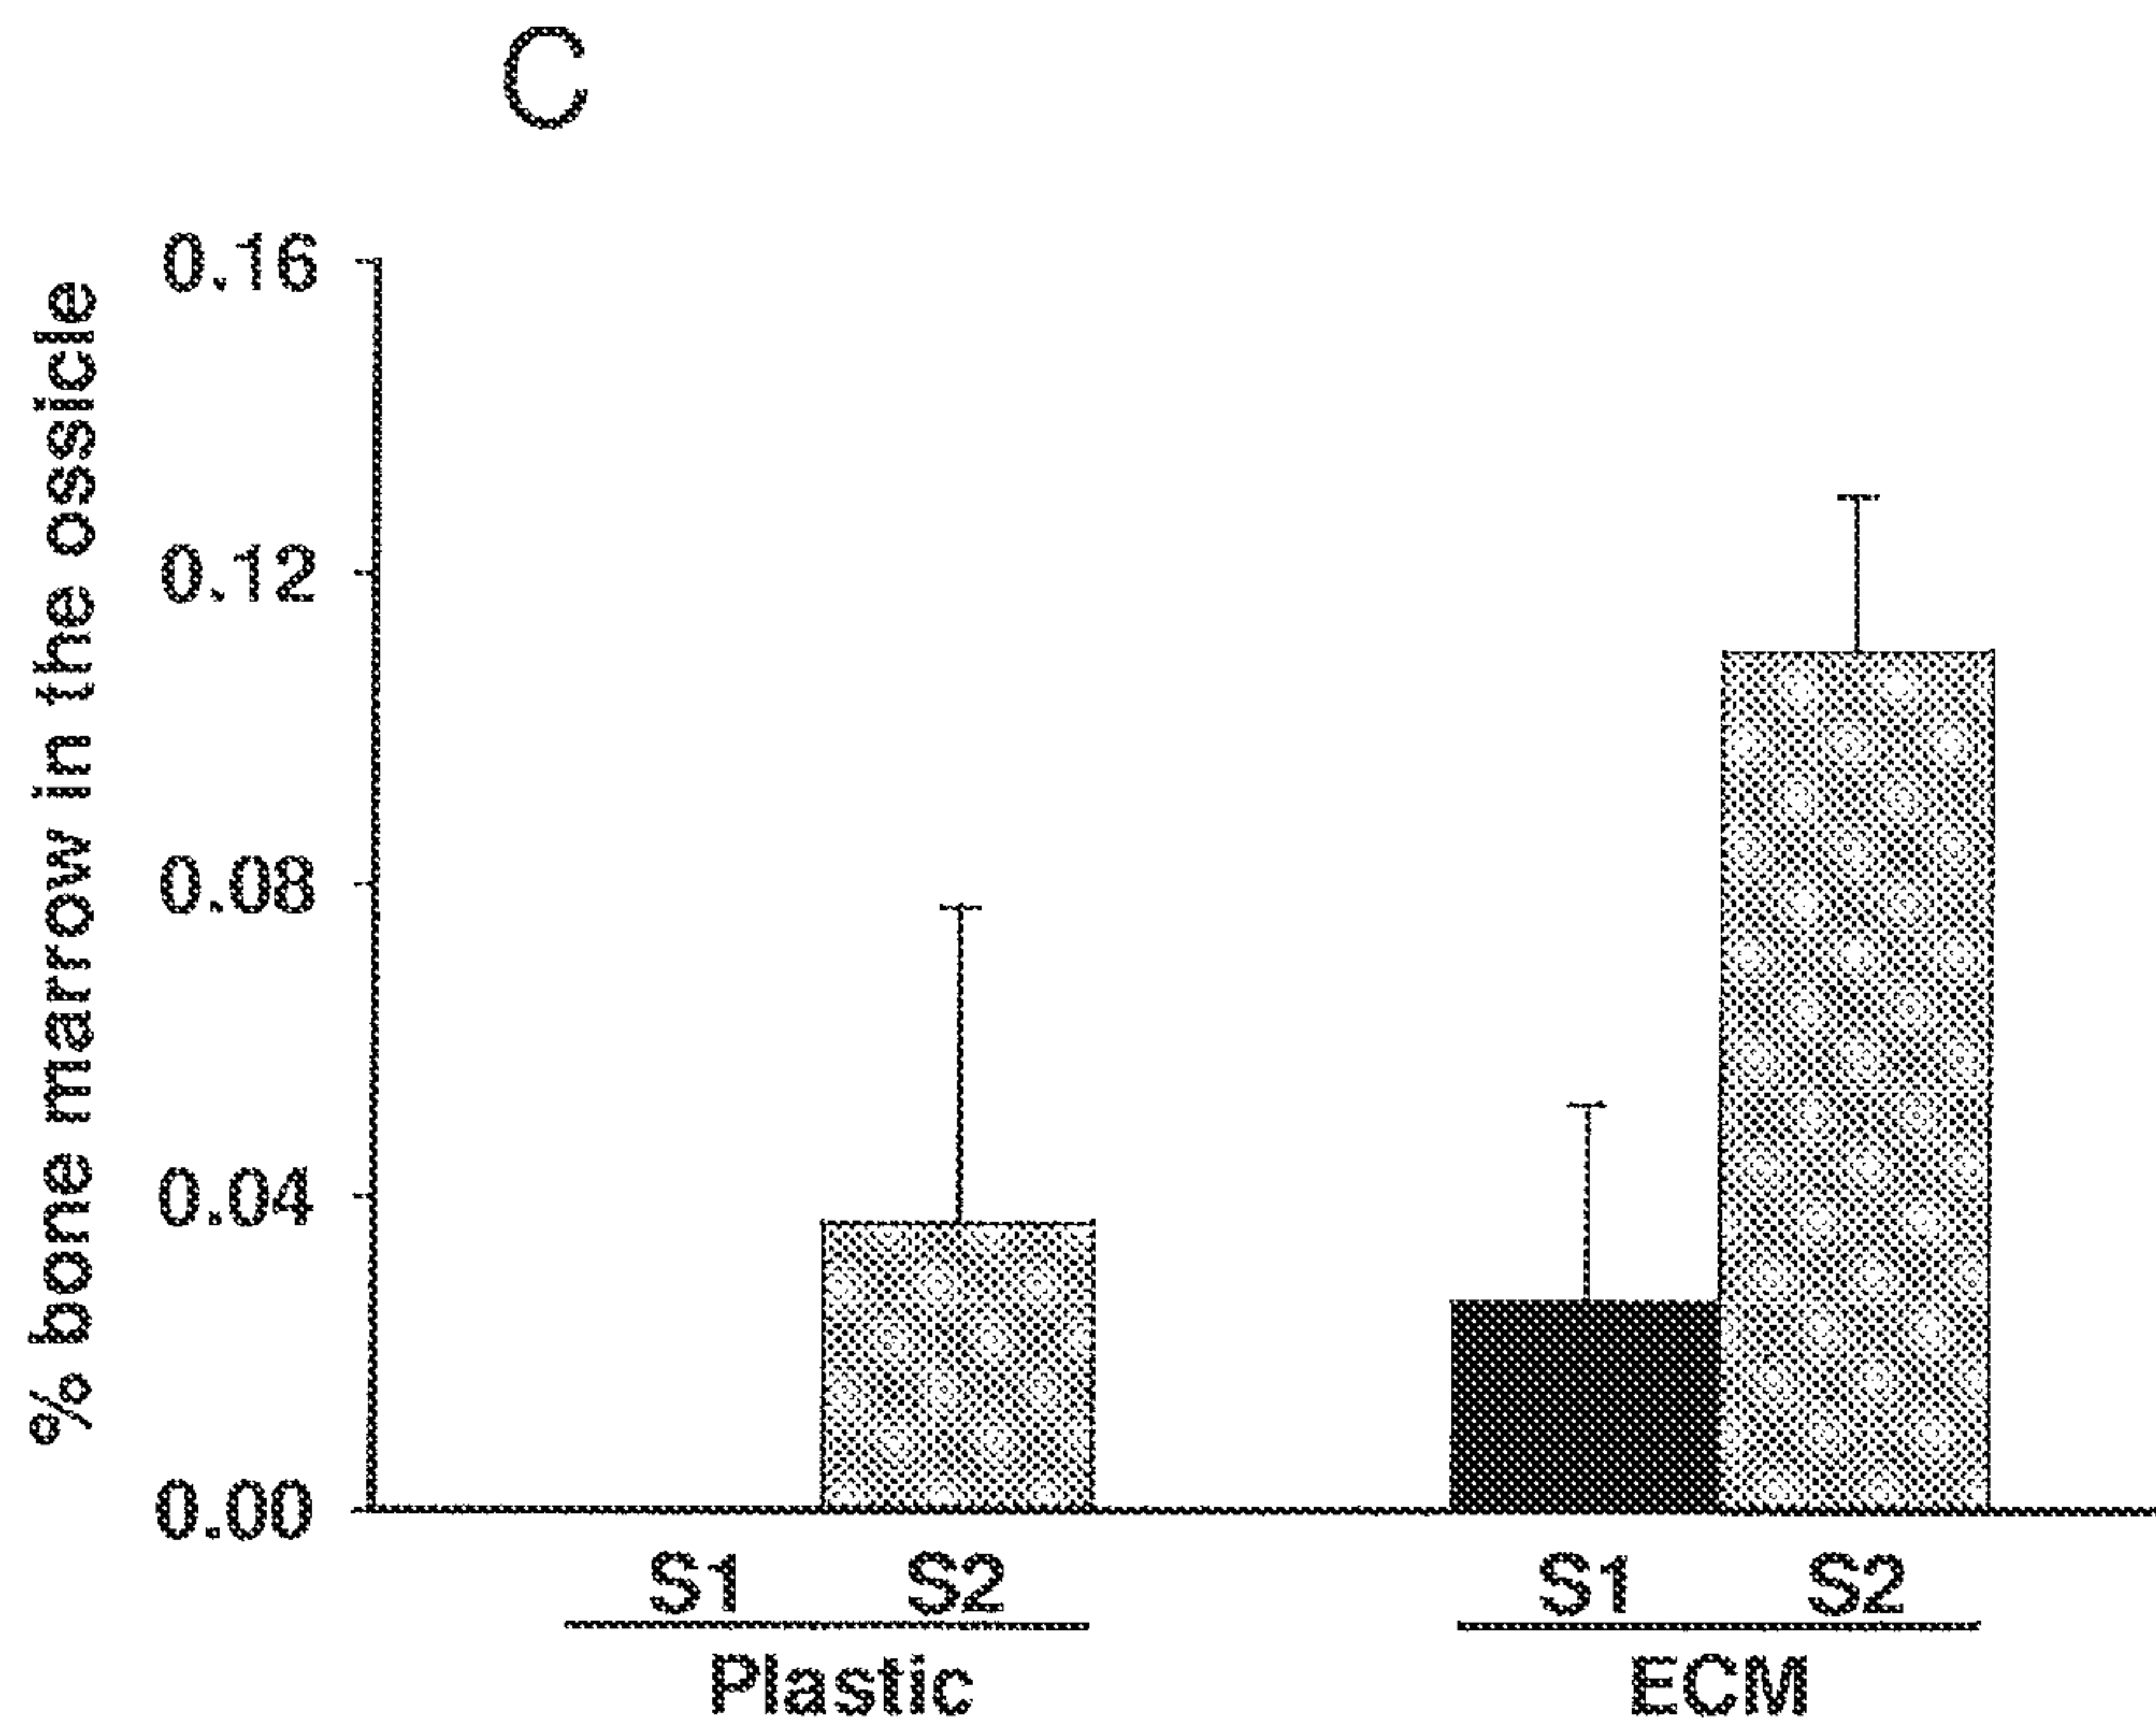 C
% bone marrow in the ossicle
0.16
0.12
0.08
0.04
0.00
S1 S2 S1 S2
Plastic ECM